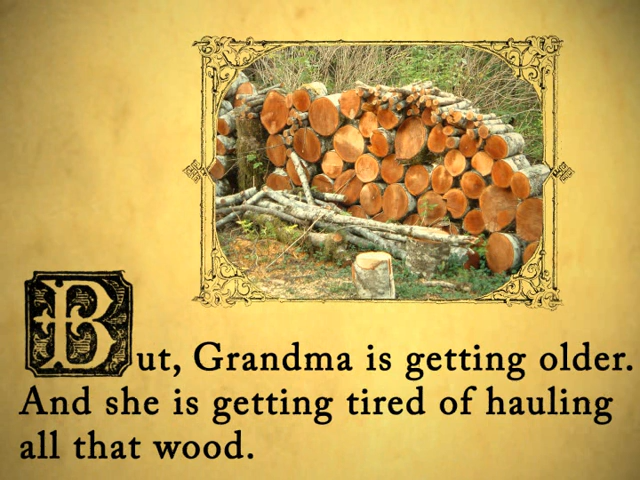 But, Grandma is getting older.
And she is getting tired of hauling
all that wood.